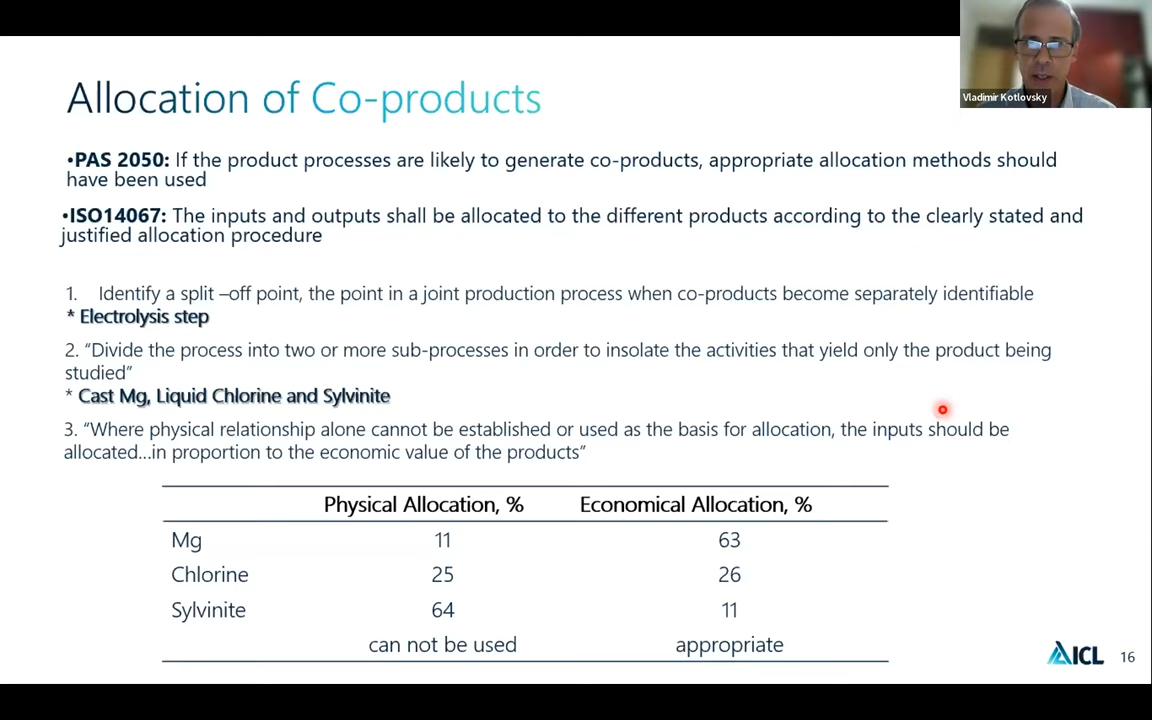 Vladimir Kotlovsky
Allocation of Co-products
•PAS 2050: If the product processes are likely to generate co-products, appropriate allocation methods should
have been used
•ISO14067: The inputs and outputs shall be allocated to the different products according to the clearly stated and
justified allocation procedure
1. Identify a split –off point, the point in a joint production process when co-products become separately identifiable
* Electrolysis step
2. “Divide the process into two or more sub-processes in order to insolate the activities that yield only the product being
studied”
* Cast Mg, Liquid Chlorine and Sylvinite
3. “Where physical relationship alone cannot be established or used as the basis for allocation, the inputs should be
allocated...in proportion to the economic value of the products”
Physical Allocation, % Economical Allocation, %
Mg 11 63
Chlorine 25 26
Sylvinite 64 11
can not be used appropriate
ICL 16